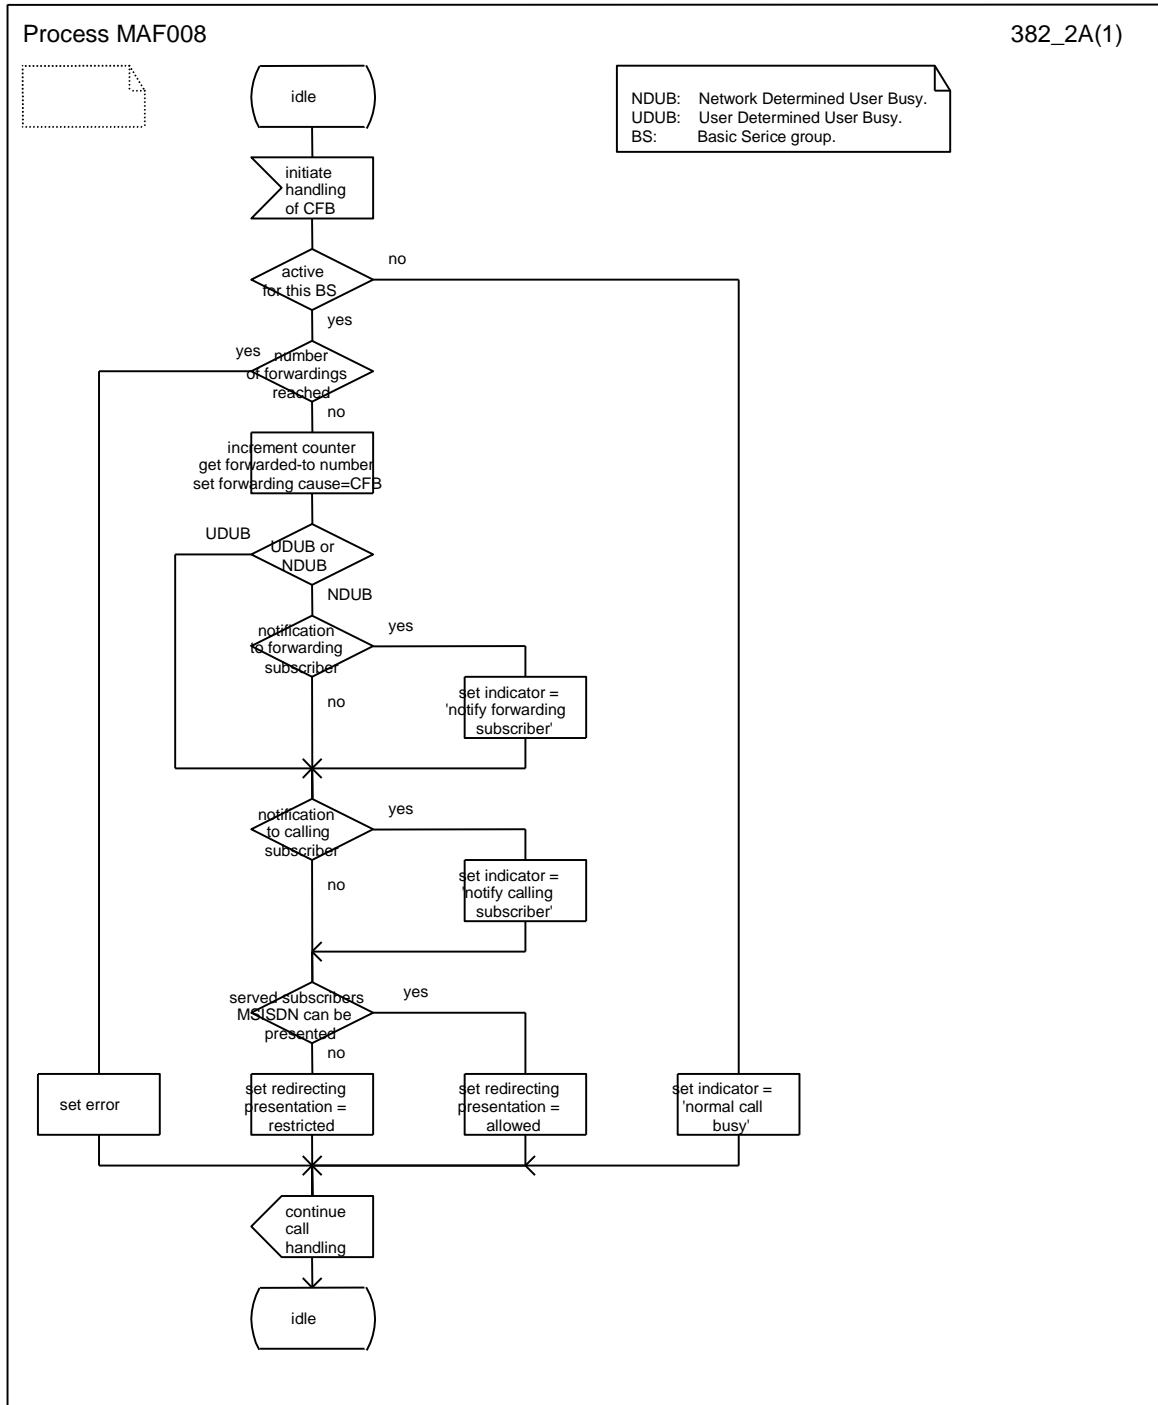 Process MAF008
382_2A(1)
idle
NDUB: Network Determined User Busy.
UDUB: User Determined User Busy.
BS: Basic Serice group.
initiate
handling
of CFB
active
for this BS
no
yes
number
of forwardings
reached
yes
no
increment counter
get forwarded-to number
set forwarding cause=CFB
UDUB
UDUB or
NDUB
NDUB
notification
to forwarding
subscriber
yes
no
set indicator =
'notify forwarding
subscriber'
notification
to calling
subscriber
yes
no
set indicator =
'notify calling
subscriber'
served subscribers
MSISDN can be
presented
yes
no
set error
set redirecting
presentation =
restricted
set redirecting
presentation =
allowed
set indicator =
'normal call
busy'
continue
call
handling
idle